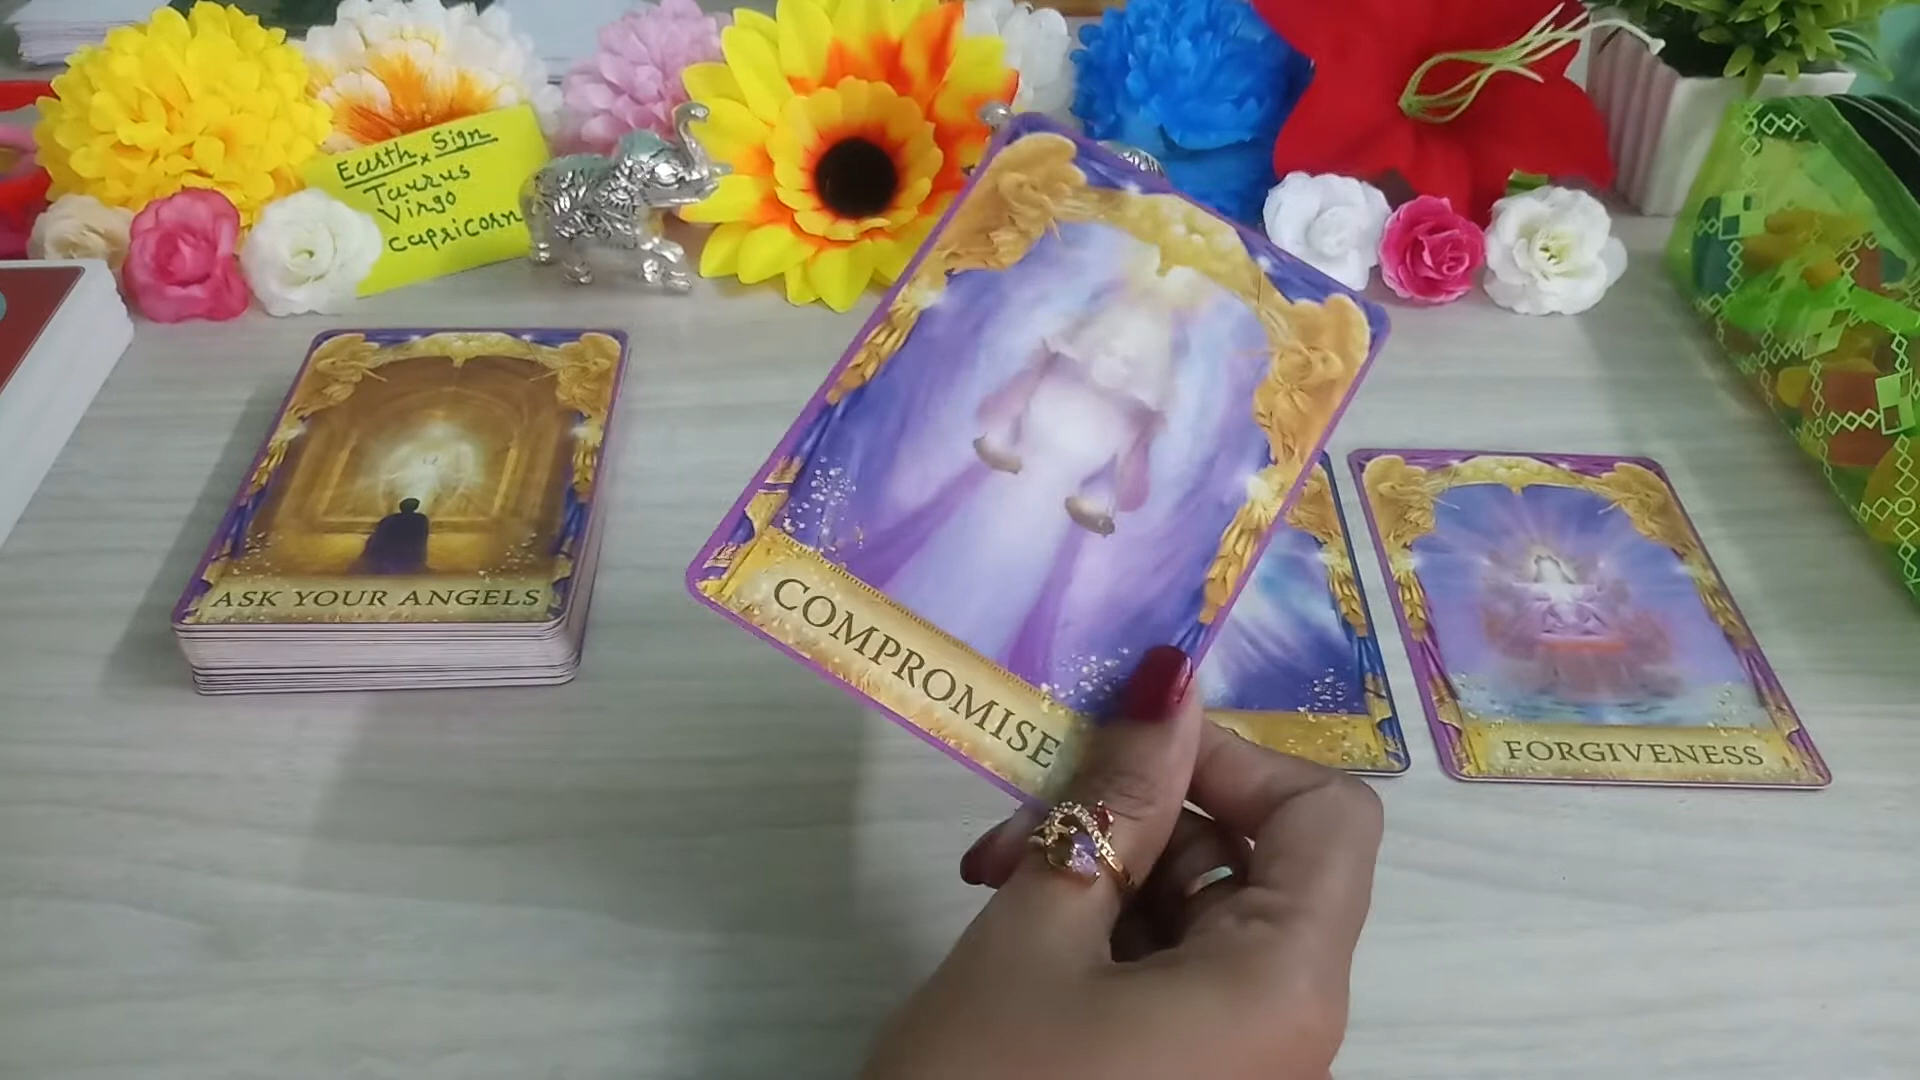 Earth Sign
Taurus
Virgo
Capricorn
ASK YOUR ANGELS
COMPROMISE
FORGIVENESS